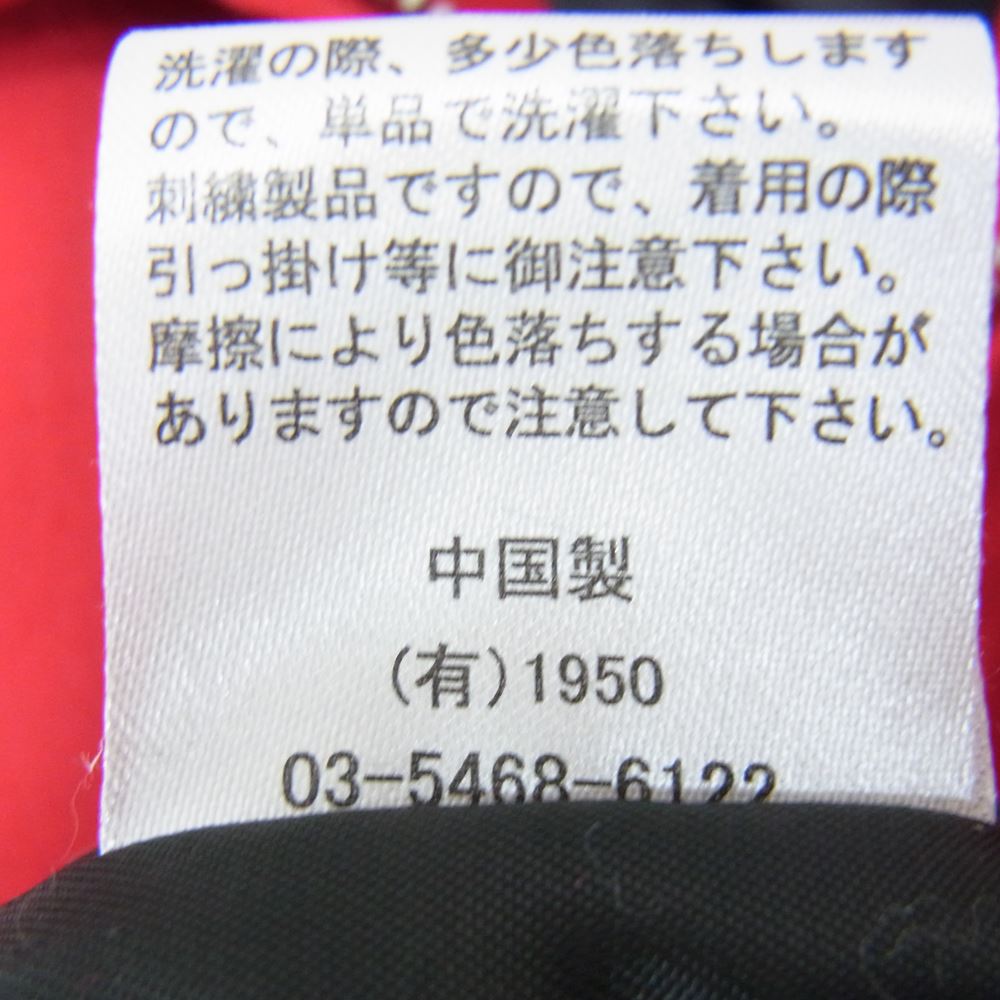 洗濯の際、多少色落ちします
ので、単品で洗濯下さい。
刺繍製品ですので、着用の際
引っ掛け等に御注意下さい。
摩擦により色落ちする場合が
ありますので注意して下さい。
中国製
(有)1950
03-5468-6122